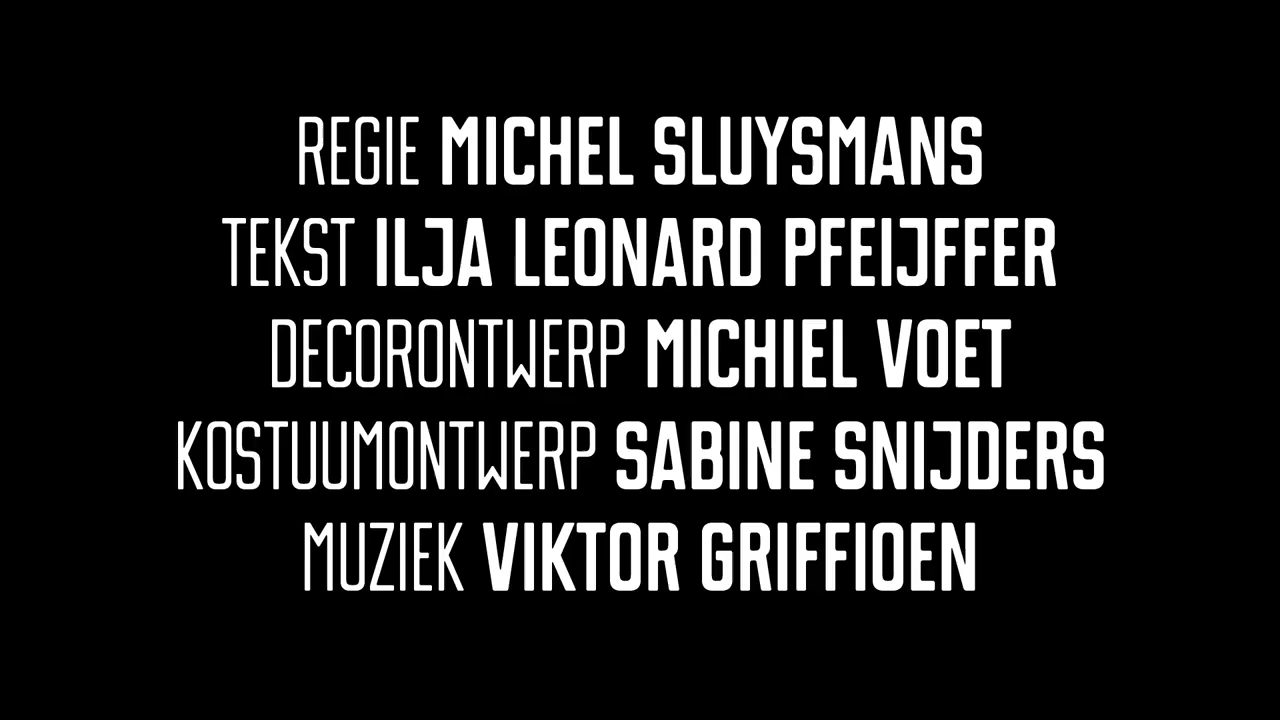 REGIE MICHEL SLUYSMANS
TEKST ILJA LEONARD PFEIJFFER
DECORONTWERP MICHIEL VOET
KOSTUUMONTWERP SABINE SNIJDERS
MUZIEK VIKTOR GRIFFIOEN